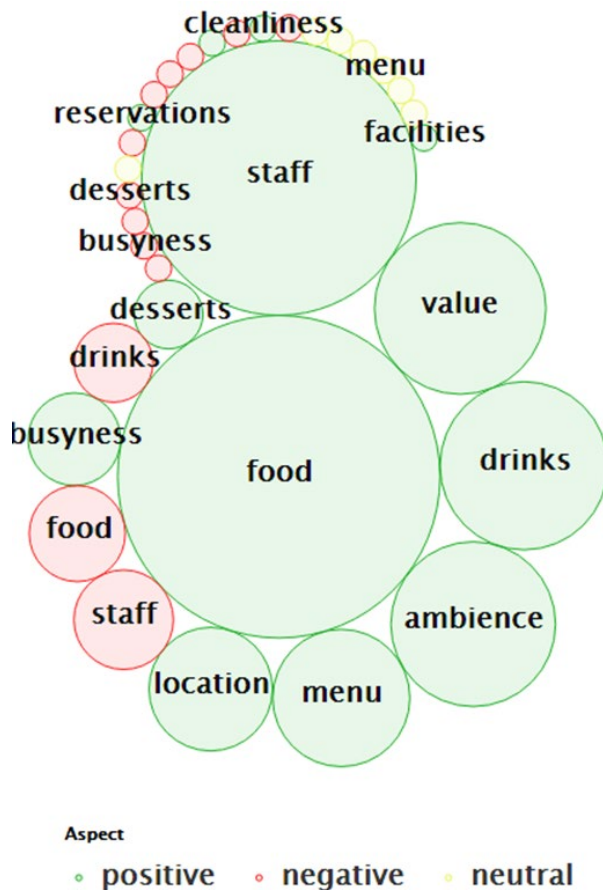 cleanliness
menu
reservations
facilities
staff
desserts
busyness
desserts
value
drinks
busyness
drinks
food
food
staff
ambience
location
menu
Aspect
positive negative neutral